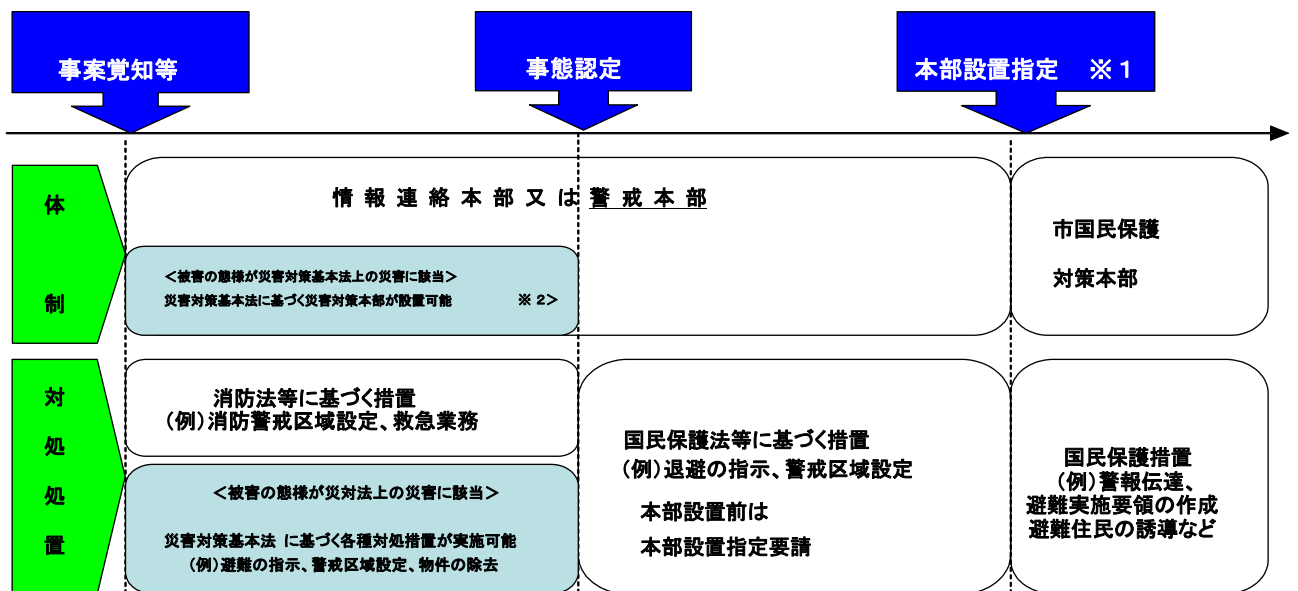 事案覚知等
事態認定
本部設置指定 ※1
体制
情報連絡本部又は警戒本部
<被害の態様が災害対策基本法上の災害に該当>
災害対策基本法に基づく災害対策本部が設置可能 ※2>
市国民保護
対策本部
対処処置
消防法等に基づく措置
(例)消防警戒区域設定、救急業務
<被害の態様が災対法上の災害に該当>
災害対策基本法 に基づく各種対処措置が実施可能
(例)避難の指示、警戒区域設定、物件の除去
国民保護法等に基づく措置
(例)退避の指示、警戒区域設定
本部設置前は
本部設置指定要請
国民保護措置
(例)警報伝達、
避難実施要領の作成
避難住民の誘導など